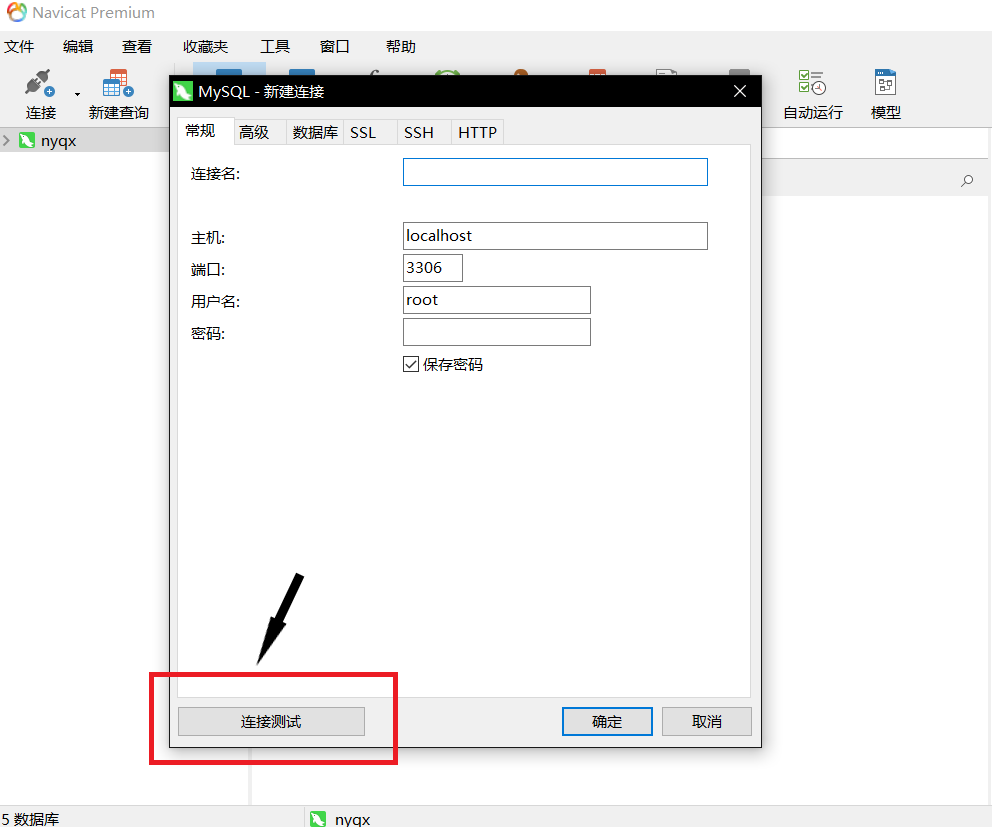 Navicat Premium
文件 编辑 查看 收藏夹 工具 窗口 帮助
连接 新建查询 自动运行 模型
MySQL - 新建连接
nyqx
常规 高级 数据库 SSL SSH HTTP
连接名:
主机: localhost
端口: 3306
用户名: root
密码:
保存密码
连接测试 确定 取消
5 数据库 nyqx